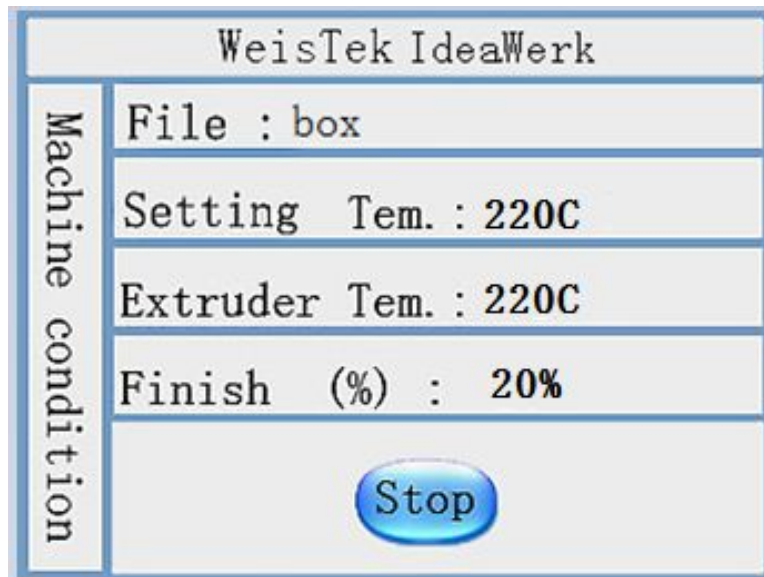 WeisTek IdeaWerk
Machine condition
File : box
Setting Tem. : 220C
Extruder Tem. : 220C
Finish (%) : 20%
Stop